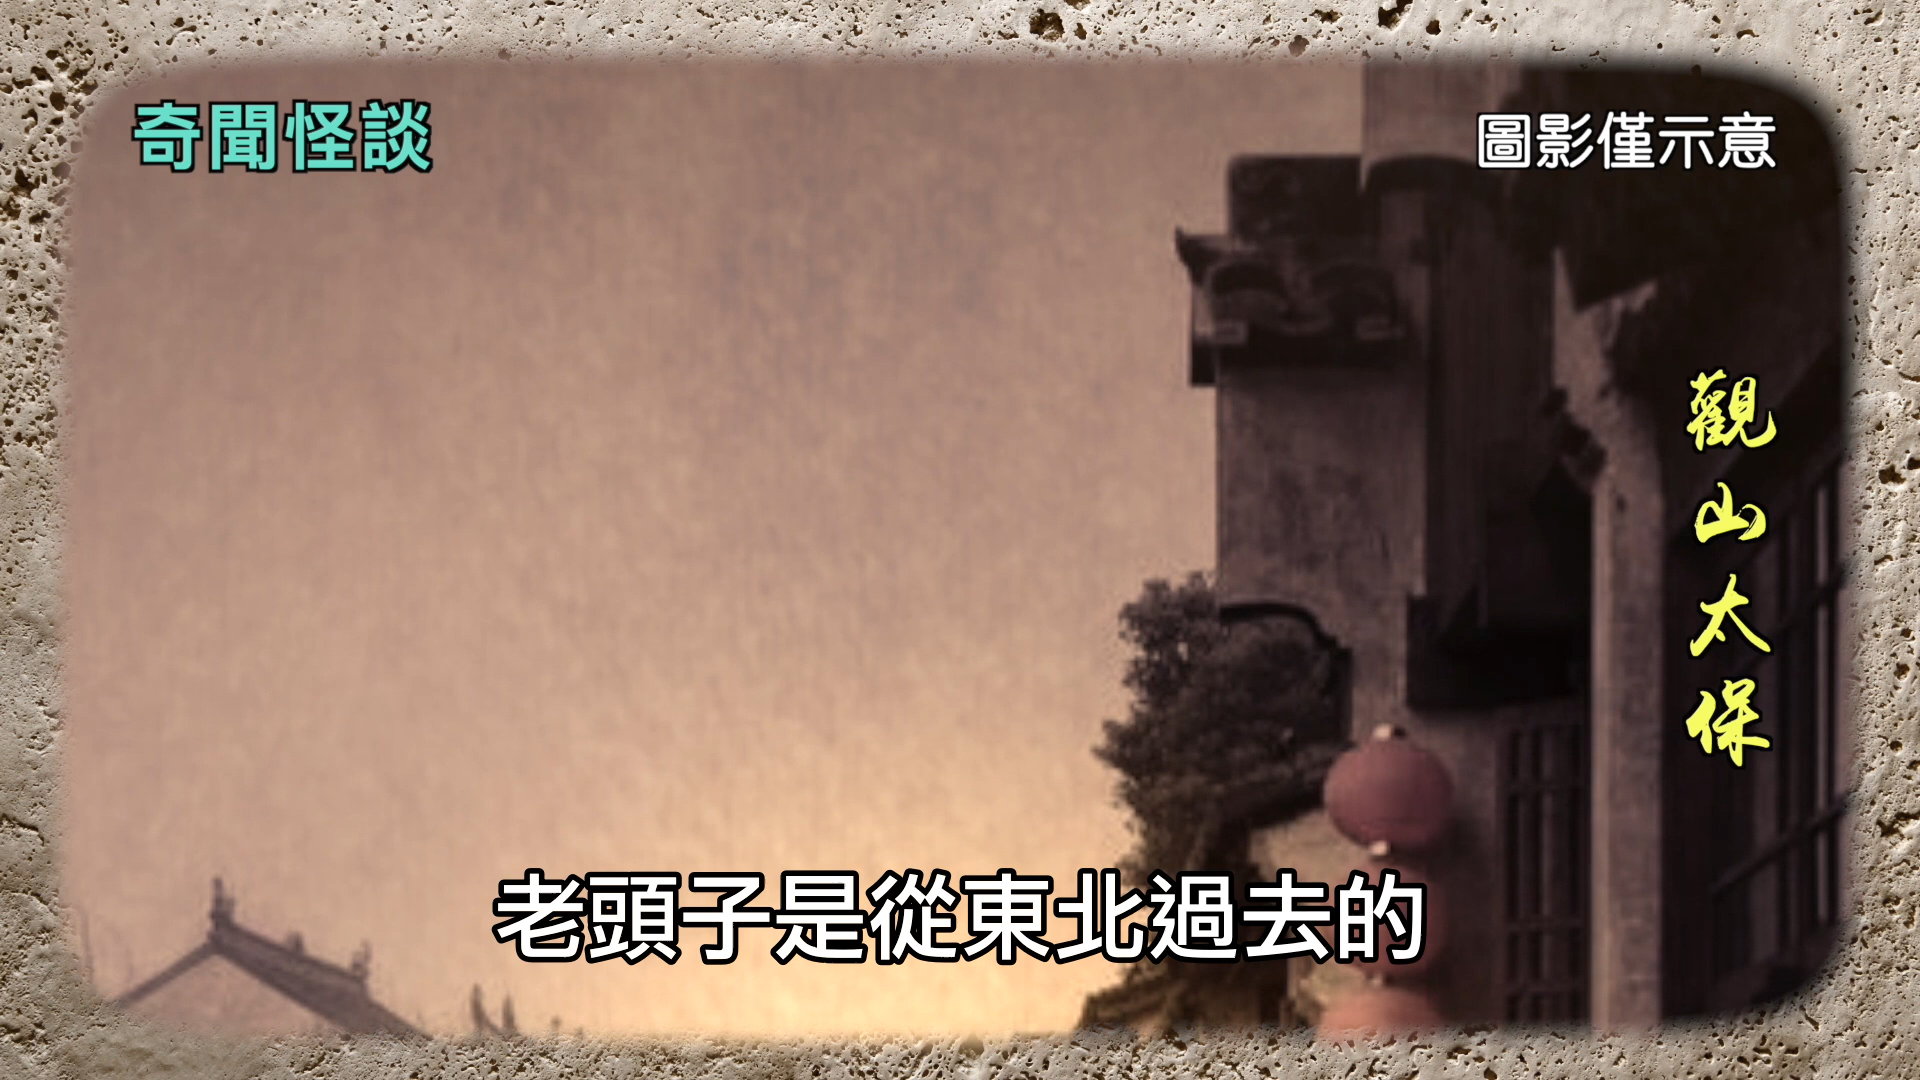 奇聞怪談
圖影僅示意
觀山太保
老頭子是從東北過去的